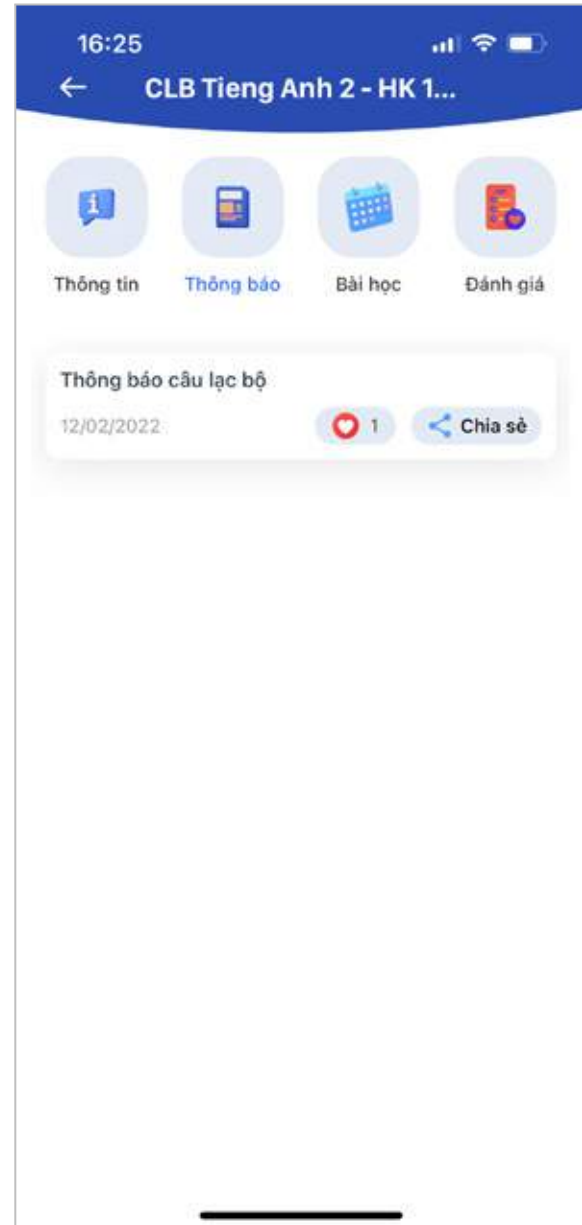 16:25
CLB Tieng Anh 2 - HK 1...
Thông tin
Thông báo
Bài học
Đánh giá
Thông báo câu lạc bộ
12/02/2022
1
Chia sẻ